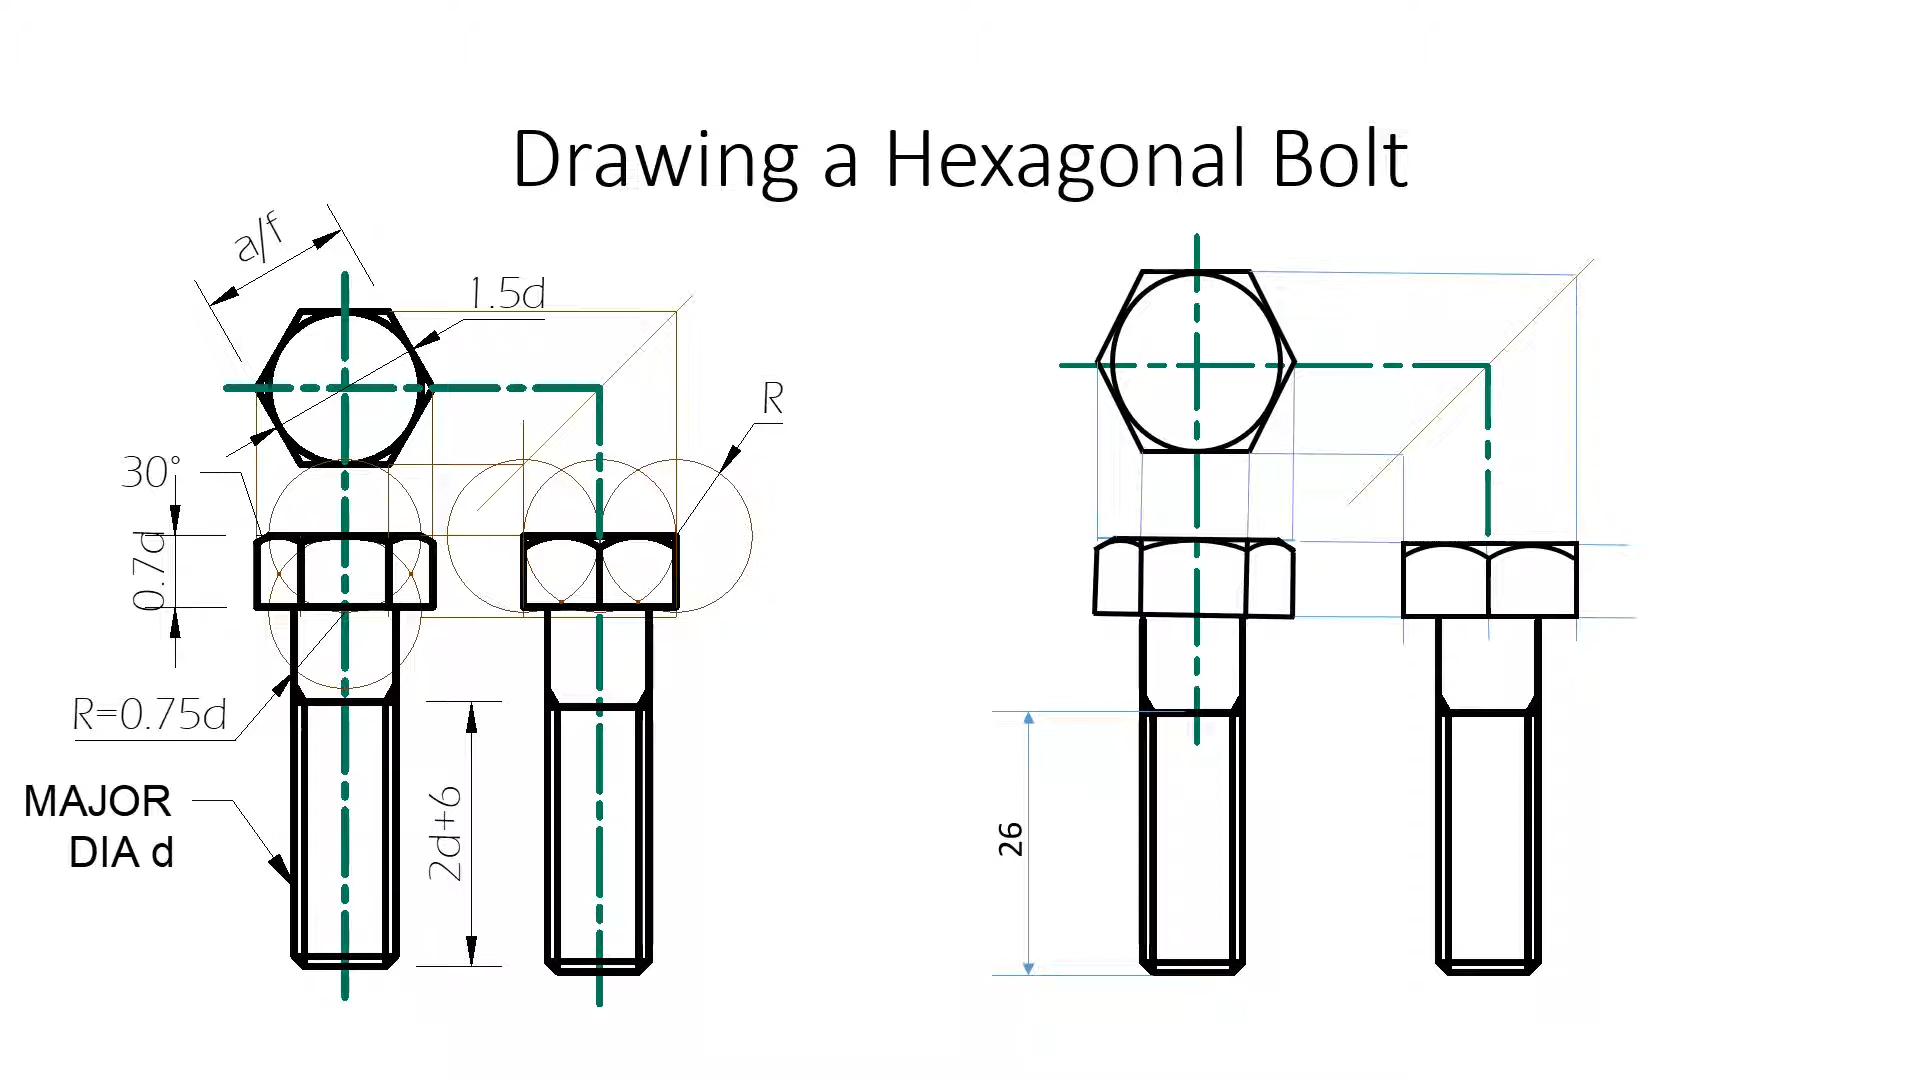 Drawing a Hexagonal Bolt
a/f
1.5d
R
30°
0.7d
R=0.75d
MAJOR
DIA d
2d+6
26